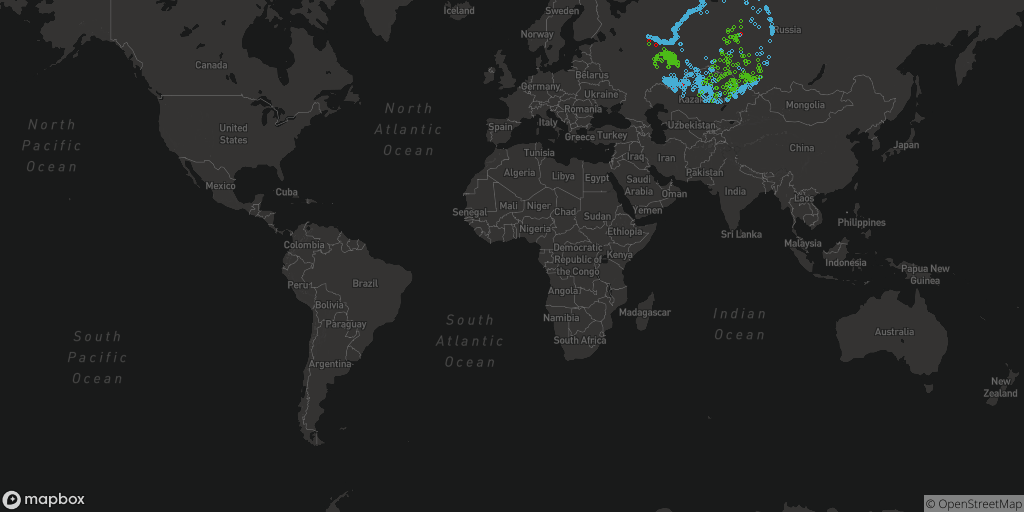 Iceland
Sweden
Norway
Russia
Canada
Belarus
Germany
Ukraine
Kaza
Mongolia
North
Pacific
Ocean
North
Atlantic
Ocean
United
States
Spain
Italy
Romania
Greece
Turkey
Uzbekistan
China
Japan
Tunisia
Iraq
Iran
Pakistan
Algeria
Libya
Egypt
Saudi
Arabia
Oman
India
Laos
Mexico
Cuba
Senegal
Mali
Niger
Chad
Sudan
Yemen
Philippines
Nigeria
Ethiopia
Sri Lanka
Malaysia
Colombia
Democratic
Republic of
the Congo
Kenya
Indonesia
Papua New
Guinea
Peru
Brazil
Angola
Bolivia
Namibia
Madagascar
Paraguay
South
Pacific
Ocean
South
Atlantic
Ocean
Indian
Ocean
South Africa
Australia
Argentina
New
Zealand
mapbox
© OpenStreetMap